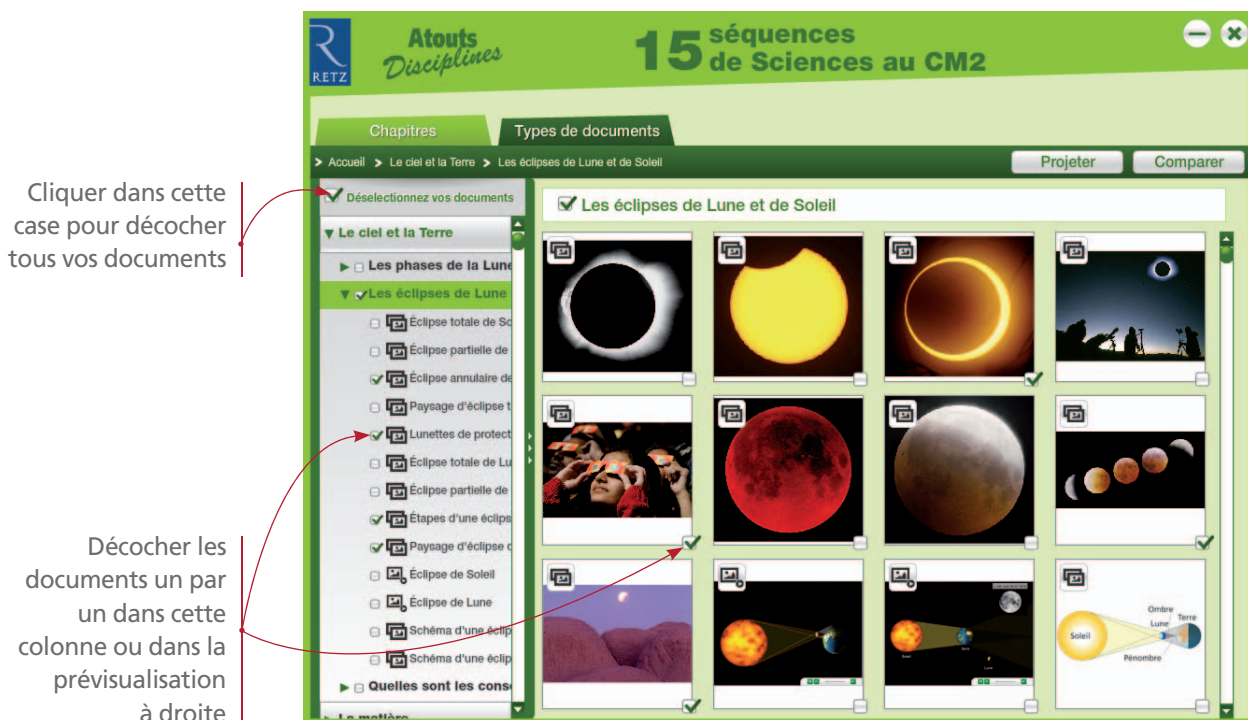 RETZ
Atouts
Disciplines
15 séquences
de Sciences au CM2
Chapitres
Types de documents
> Accueil > Le ciel et la Terre > Les éclipses de Lune et de Soleil
Projeter
Comparer
Cliquer dans cette
case pour décocher
tous vos documents
Déselectionnez vos documents
Le ciel et la Terre
Les phases de la Lune
Les éclipses de Lune
Éclipse totale de So
Éclipse partielle de
Éclipse annulaire de
Paysage d'éclipse t
Lunettes de protect
Éclipse totale de Lu
Éclipse partielle de
Étapes d'une éclips
Paysage d'éclipse d
Éclipse de Soleil
Éclipse de Lune
Schéma d'une éclip
Schéma d'une éclip
Quelles sont les cons
La matière
Décocher les
documents un par
un dans cette
colonne ou dans la
prévisualisation
à droite
Les éclipses de Lune et de Soleil
Soleil
Ombre
Lune
Terre
Pénombre